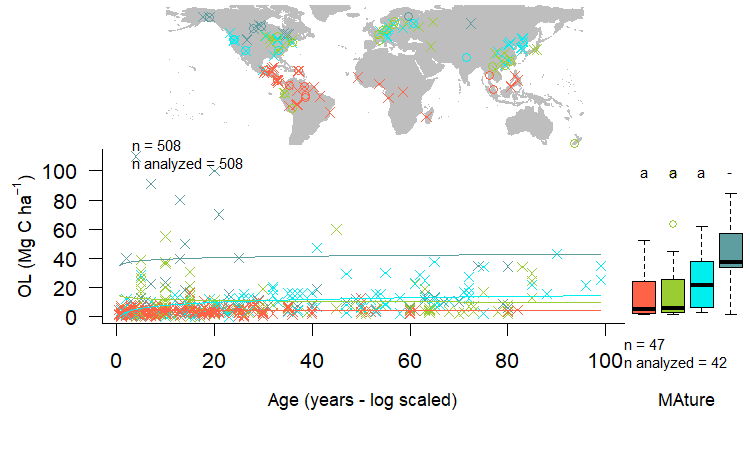 n = 508
n analyzed = 508
OL (Mg C ha⁻¹)
100
80
60
40
20
0
0 20 40 60 80 100
Age (years - log scaled)
a a a -
n = 47
n analyzed = 42
MAture